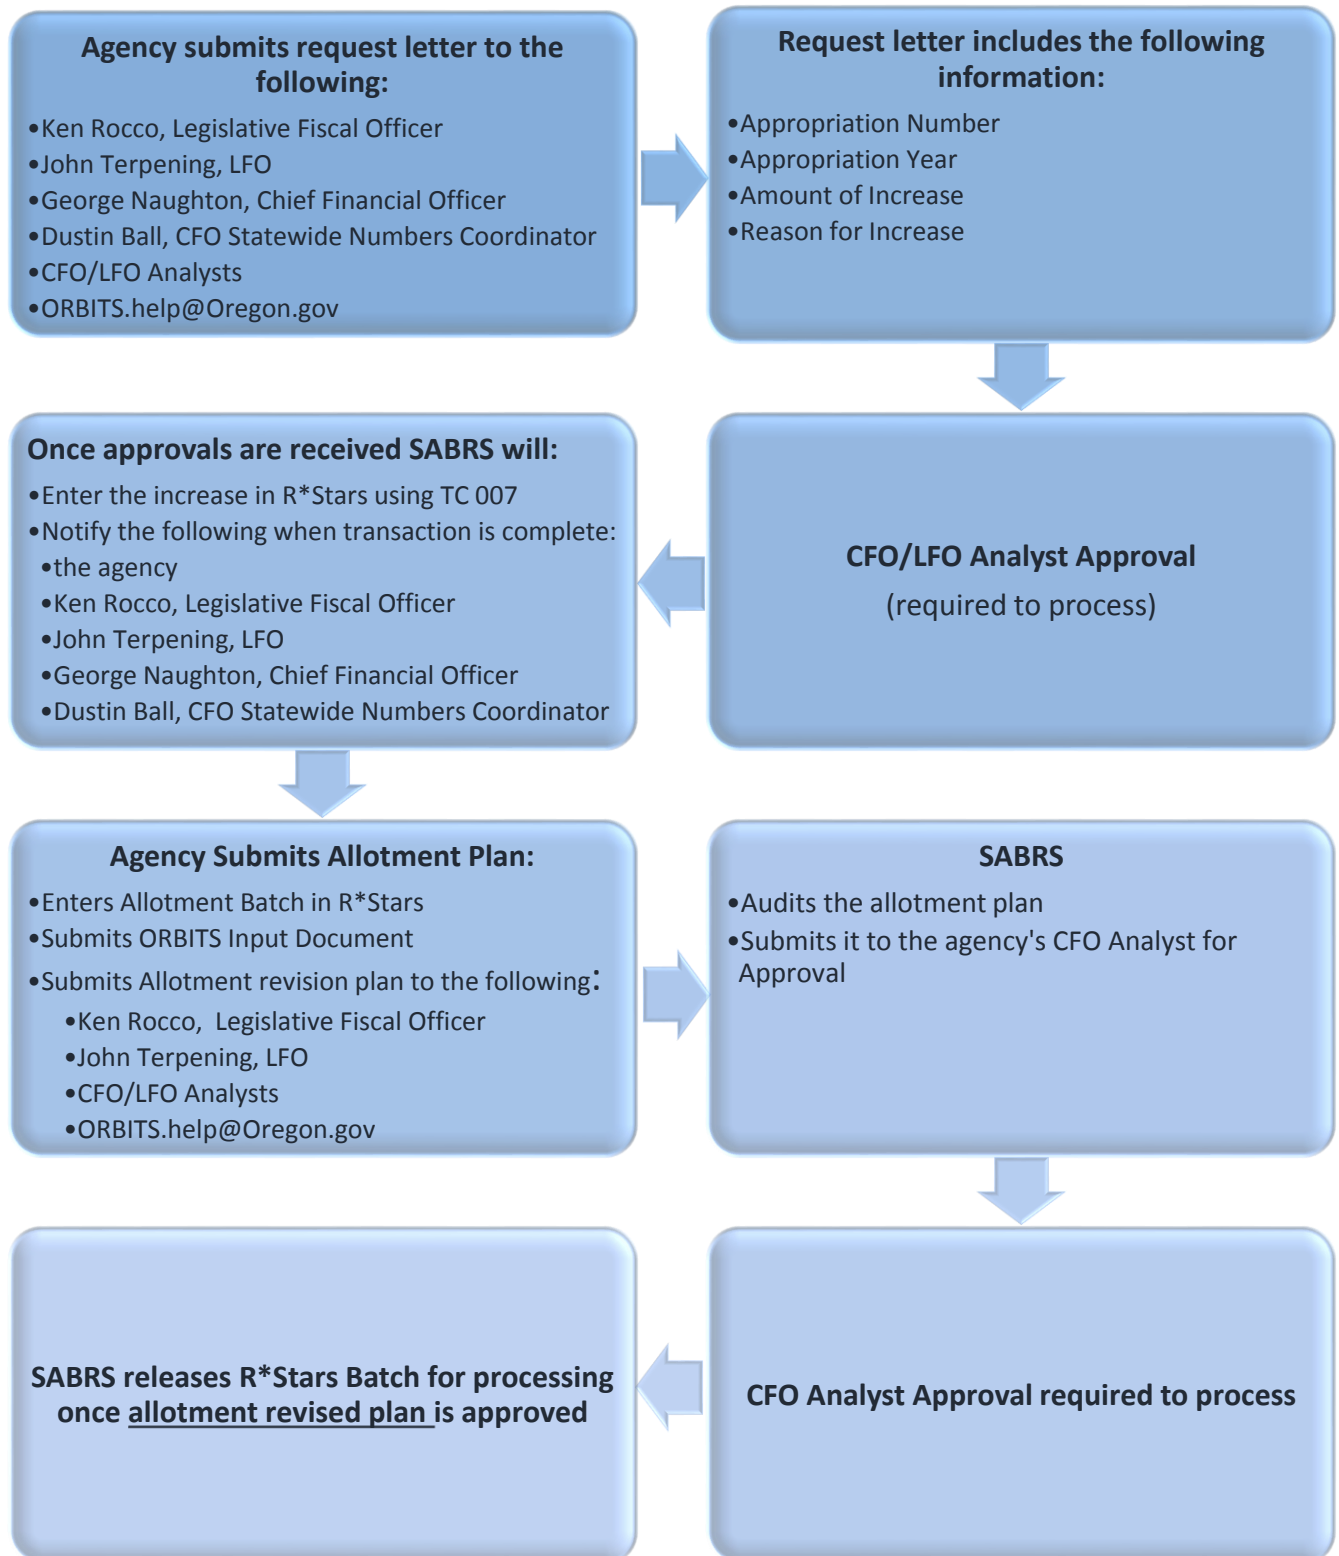 Agency submits request letter to the
following:
•Ken Rocco, Legislative Fiscal Officer
•John Terpening, LFO
•George Naughton, Chief Financial Officer
•Dustin Ball, CFO Statewide Numbers Coordinator
•CFO/LFO Analysts
•ORBITS.help@Oregon.gov
Request letter includes the following
information:
•Appropriation Number
•Appropriation Year
•Amount of Increase
•Reason for Increase
CFO/LFO Analyst Approval
(required to process)
Once approvals are received SABRS will:
•Enter the increase in R*Stars using TC 007
•Notify the following when transaction is complete:
•the agency
•Ken Rocco, Legislative Fiscal Officer
•John Terpening, LFO
•George Naughton, Chief Financial Officer
•Dustin Ball, CFO Statewide Numbers Coordinator
Agency Submits Allotment Plan:
•Enters Allotment Batch in R*Stars
•Submits ORBITS Input Document
•Submits Allotment revision plan to the following:
•Ken Rocco, Legislative Fiscal Officer
•John Terpening, LFO
•CFO/LFO Analysts
•ORBITS.help@Oregon.gov
SABRS
•Audits the allotment plan
•Submits it to the agency's CFO Analyst for
Approval
CFO Analyst Approval required to process
SABRS releases R*Stars Batch for processing
once allotment revised plan is approved